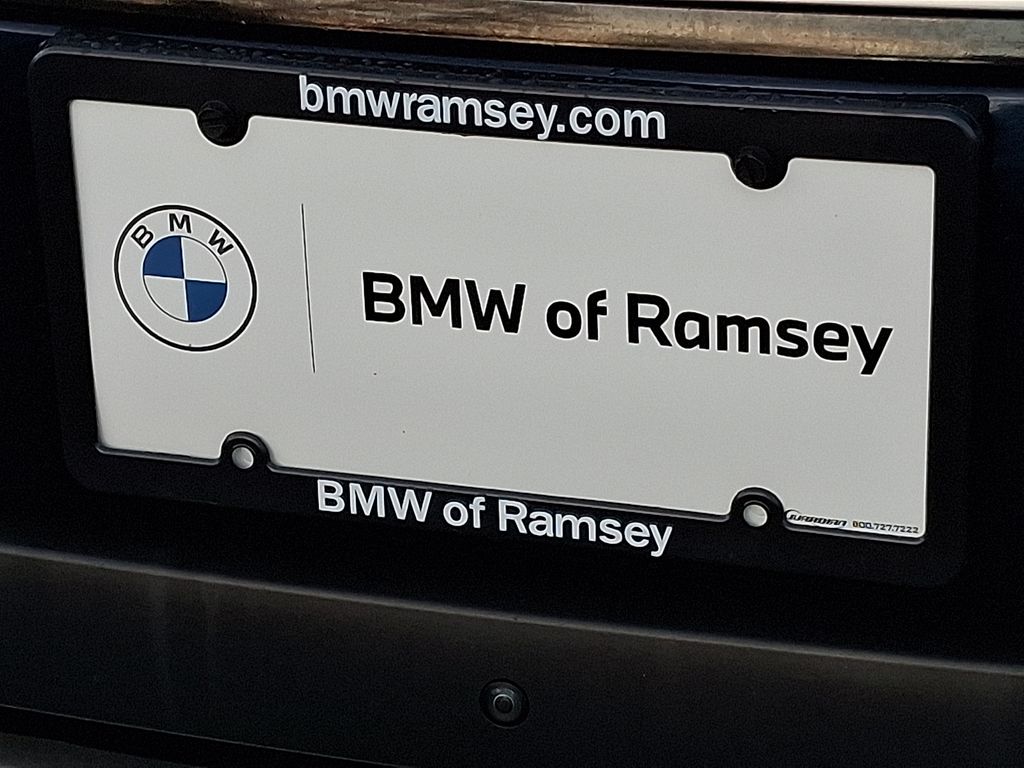 bmwramsey.com
BMW
BMW of Ramsey
800.727.7222
BMW of Ramsey